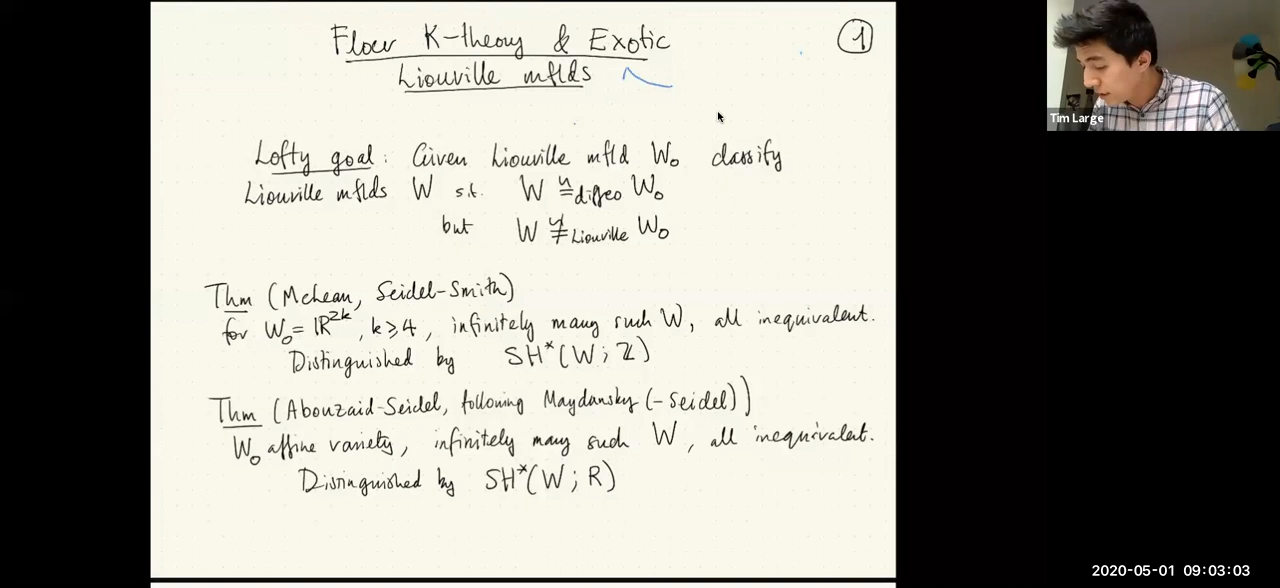 Floer K-theory & Exotic
Liouville mflds
①
Lofty goal: Given Liouville mfld W₀ classify
Liouville mflds W s.t. W ≅diffeo W₀
but W ≇Liouville W₀
Thm (McLean, Seidel-Smith)
for W₀ = ℝ²ᵏ, k≥4, infinitely many such W, all inequivalent.
Distinguished by SH*(W; ℤ)
Thm (Abouzaid-Seidel, following Maydansky (-Seidel))
W₀ affine variety, infinitely many such W, all inequivalent.
Distinguished by SH*(W; R)
Tim Large
2020-05-01 09:03:03